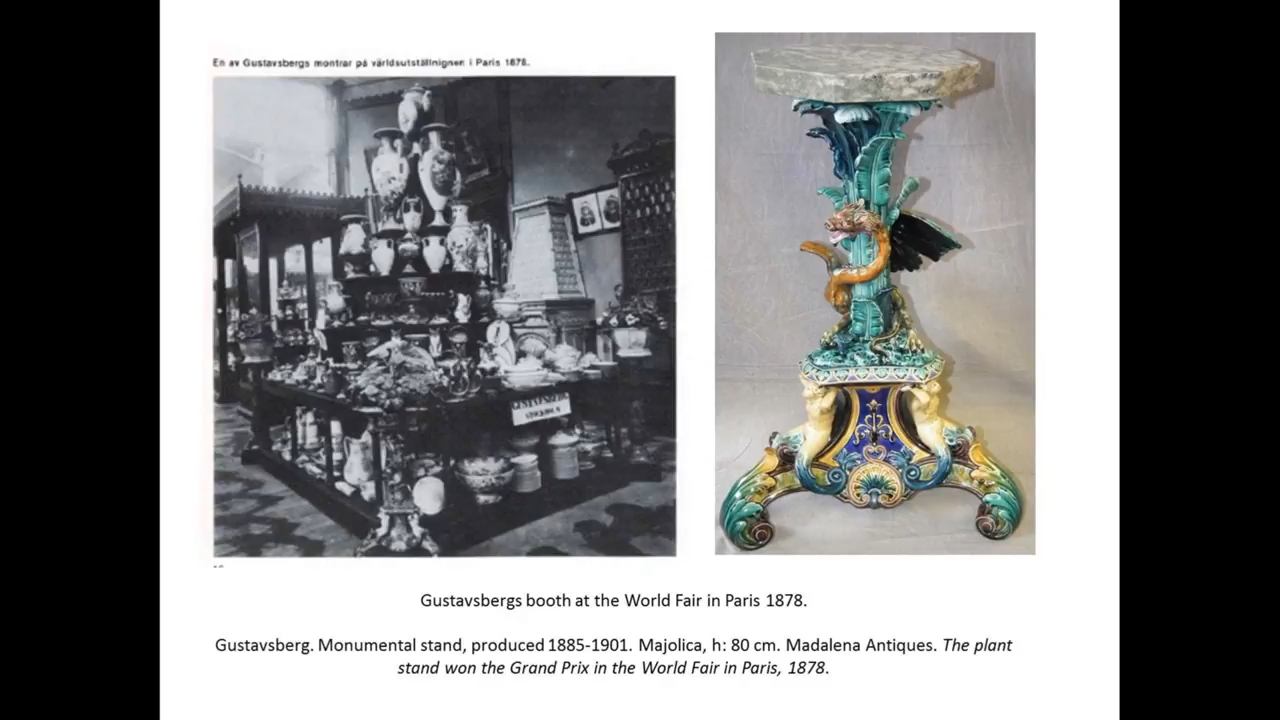 En av Gustavsbergs montrar på världsutställnignen i Paris 1878.
GUSTAFSBERG
Gustavsbergs booth at the World Fair in Paris 1878.
Gustavsberg. Monumental stand, produced 1885-1901. Majolica, h: 80 cm. Madalena Antiques. The plant
stand won the Grand Prix in the World Fair in Paris, 1878.